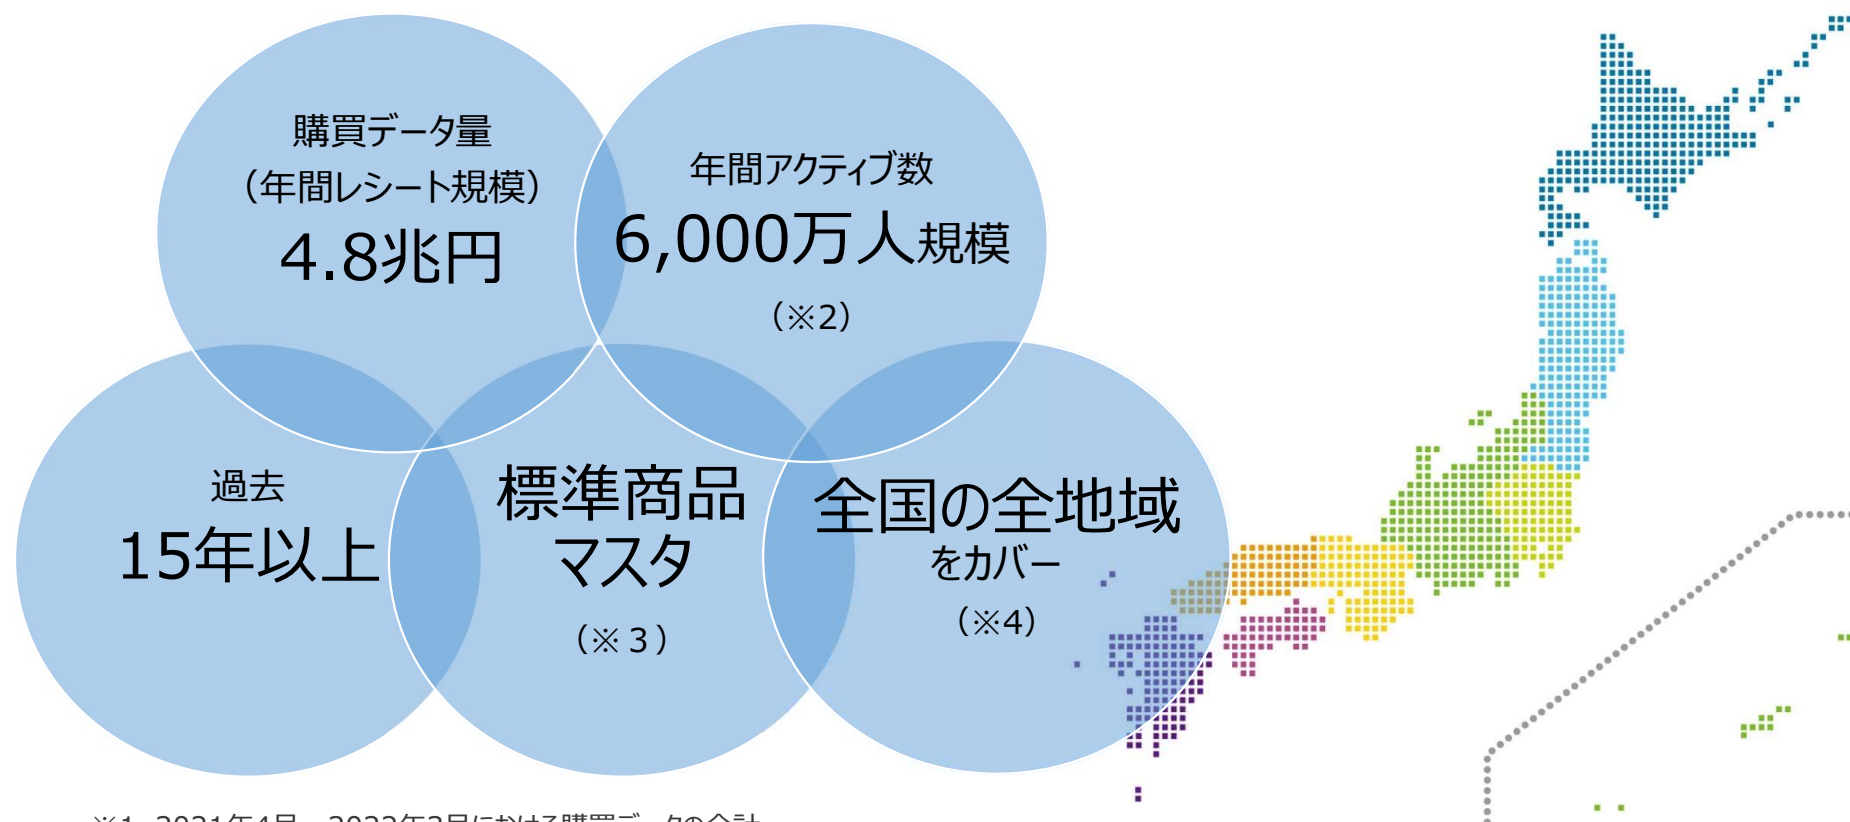 購買データ量
（年間レシート規模）
4.8兆円
年間アクティブ数
6,000万人規模
（※2）
過去
15年以上
標準商品
マスタ
（※３）
全国の全地域
をカバー
（※4）